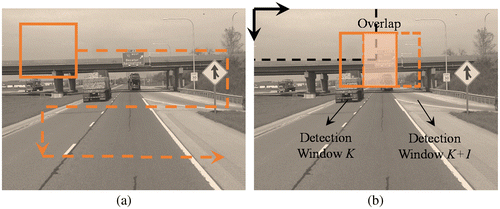 Overlap
Detection
Window K
Detection
Window K+1
(a)
(b)